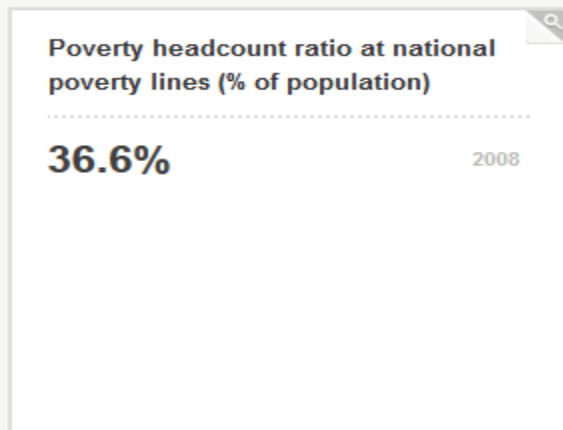 Poverty headcount ratio at national
poverty lines (% of population)
36.6% 2008